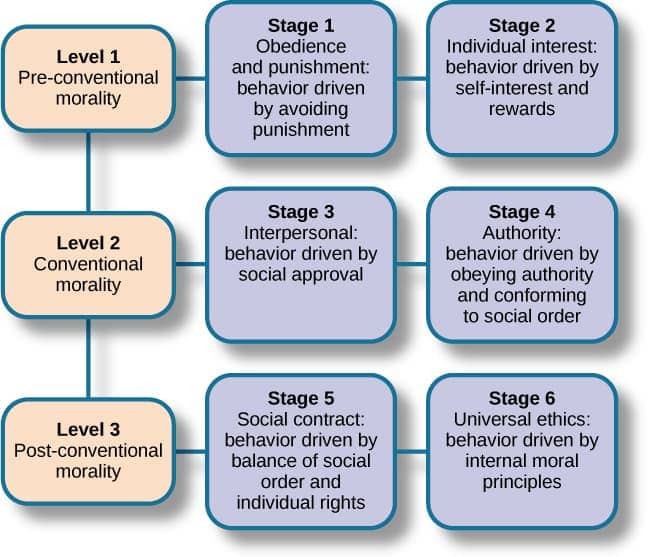 Level 1
Pre-conventional
morality
Stage 1
Obedience
and punishment:
behavior driven
by avoiding
punishment
Stage 2
Individual interest:
behavior driven by
self-interest and
rewards
Level 2
Conventional
morality
Stage 3
Interpersonal:
behavior driven by
social approval
Stage 4
Authority:
behavior driven by
obeying authority
and conforming
to social order
Level 3
Post-conventional
morality
Stage 5
Social contract:
behavior driven by
balance of social
order and
individual rights
Stage 6
Universal ethics:
behavior driven by
internal moral
principles